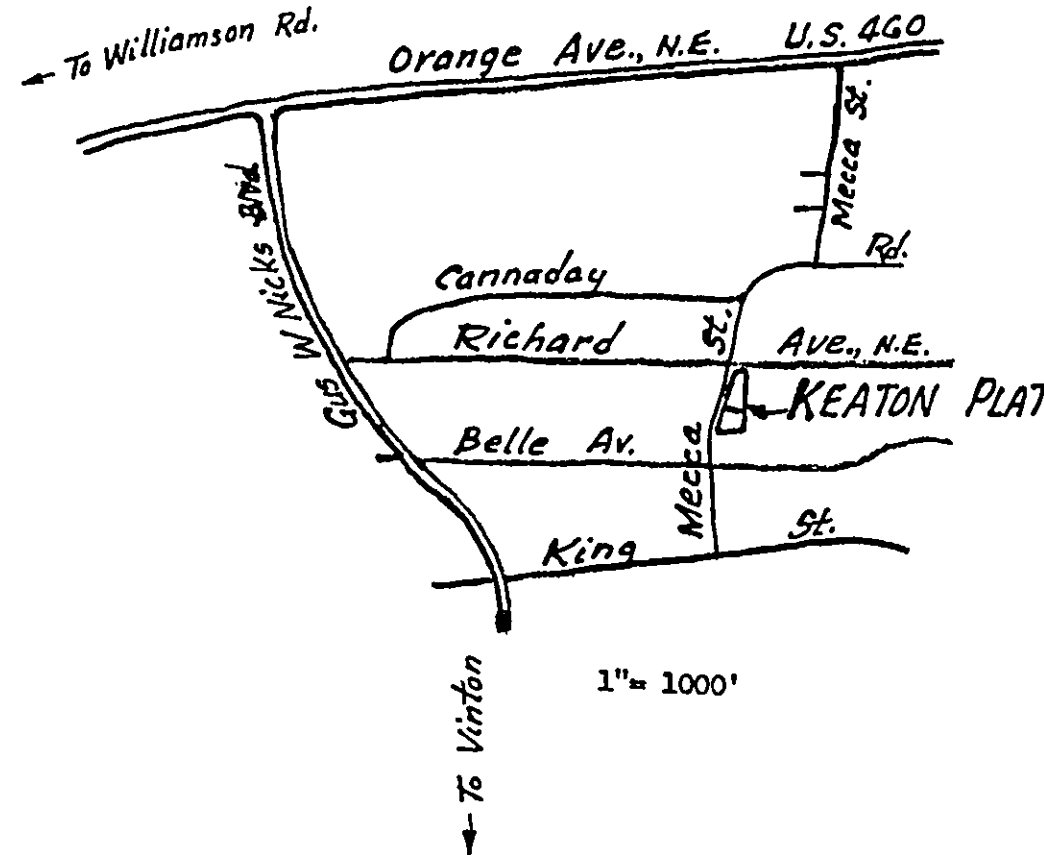 To Williamson Rd.
Orange Ave., N.E. U.S. 460
Mecca St.
Gus W Nicks Blvd
Cannaday Rd.
Richard Ave., N.E.
KEATON PLAT
Belle Av.
Mecca St.
King St.
1"= 1000'
To Vinton